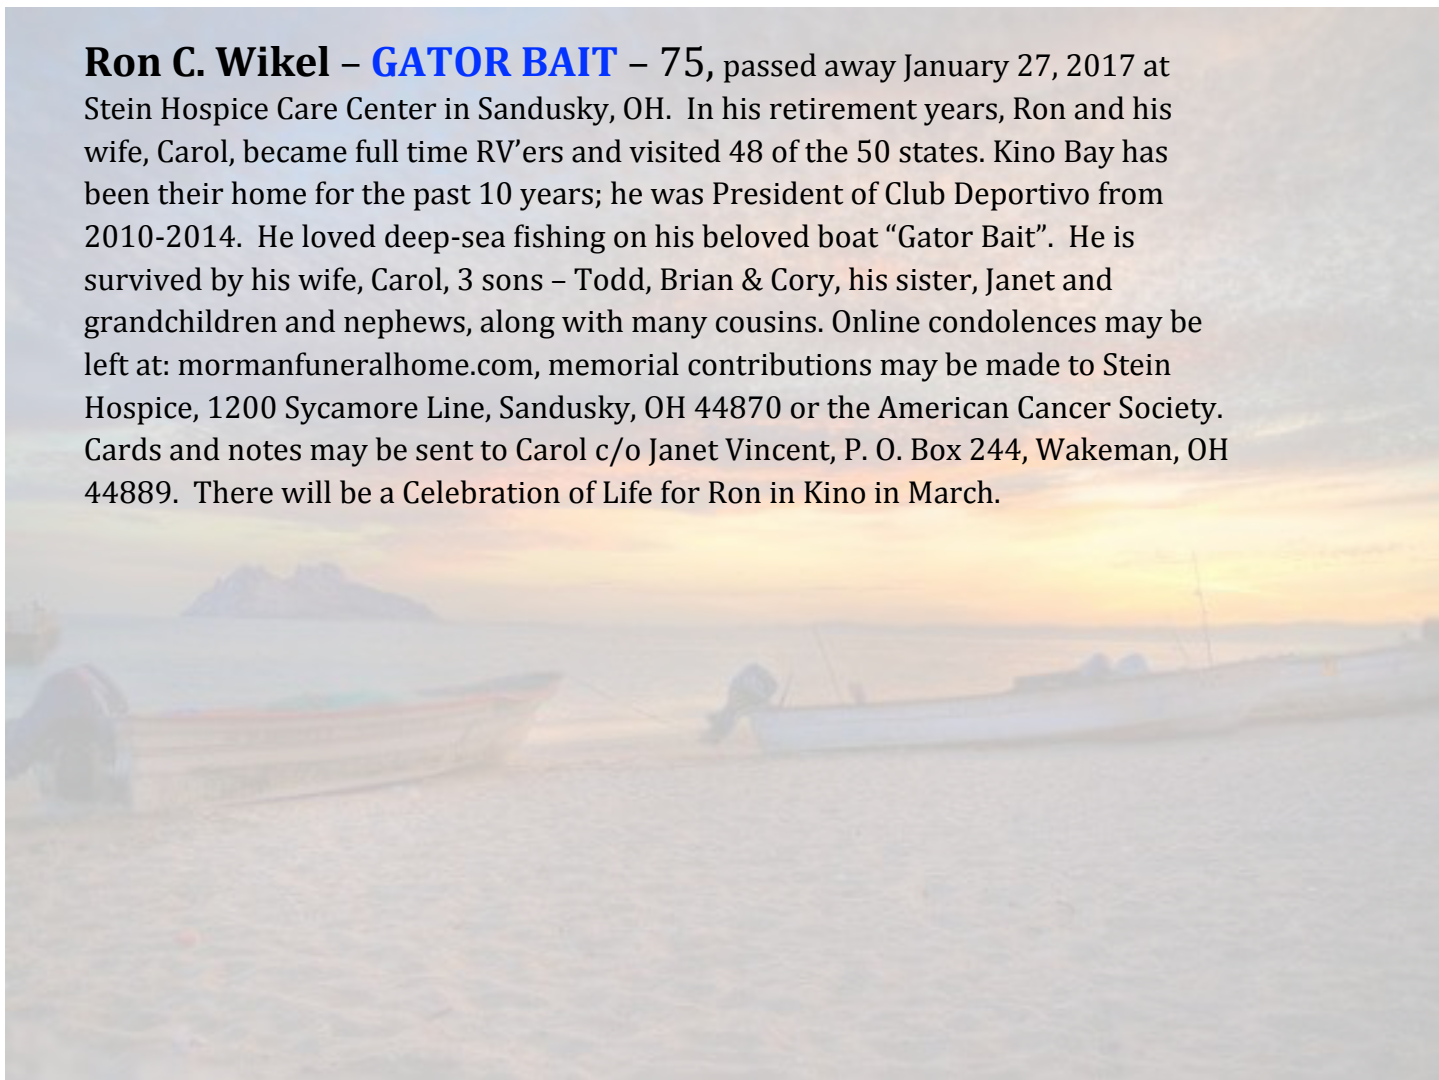 Ron C. Wikel – GATOR BAIT – 75, passed away January 27, 2017 at
Stein Hospice Care Center in Sandusky, OH.  In his retirement years, Ron and his
wife, Carol, became full time RV’ers and visited 48 of the 50 states. Kino Bay has
been their home for the past 10 years; he was President of Club Deportivo from
2010-2014.  He loved deep-sea fishing on his beloved boat “Gator Bait”.  He is
survived by his wife, Carol, 3 sons – Todd, Brian & Cory, his sister, Janet and
grandchildren and nephews, along with many cousins. Online condolences may be
left at: mormanfuneralhome.com, memorial contributions may be made to Stein
Hospice, 1200 Sycamore Line, Sandusky, OH 44870 or the American Cancer Society.
Cards and notes may be sent to Carol c/o Janet Vincent, P. O. Box 244, Wakeman, OH
44889.  There will be a Celebration of Life for Ron in Kino in March.